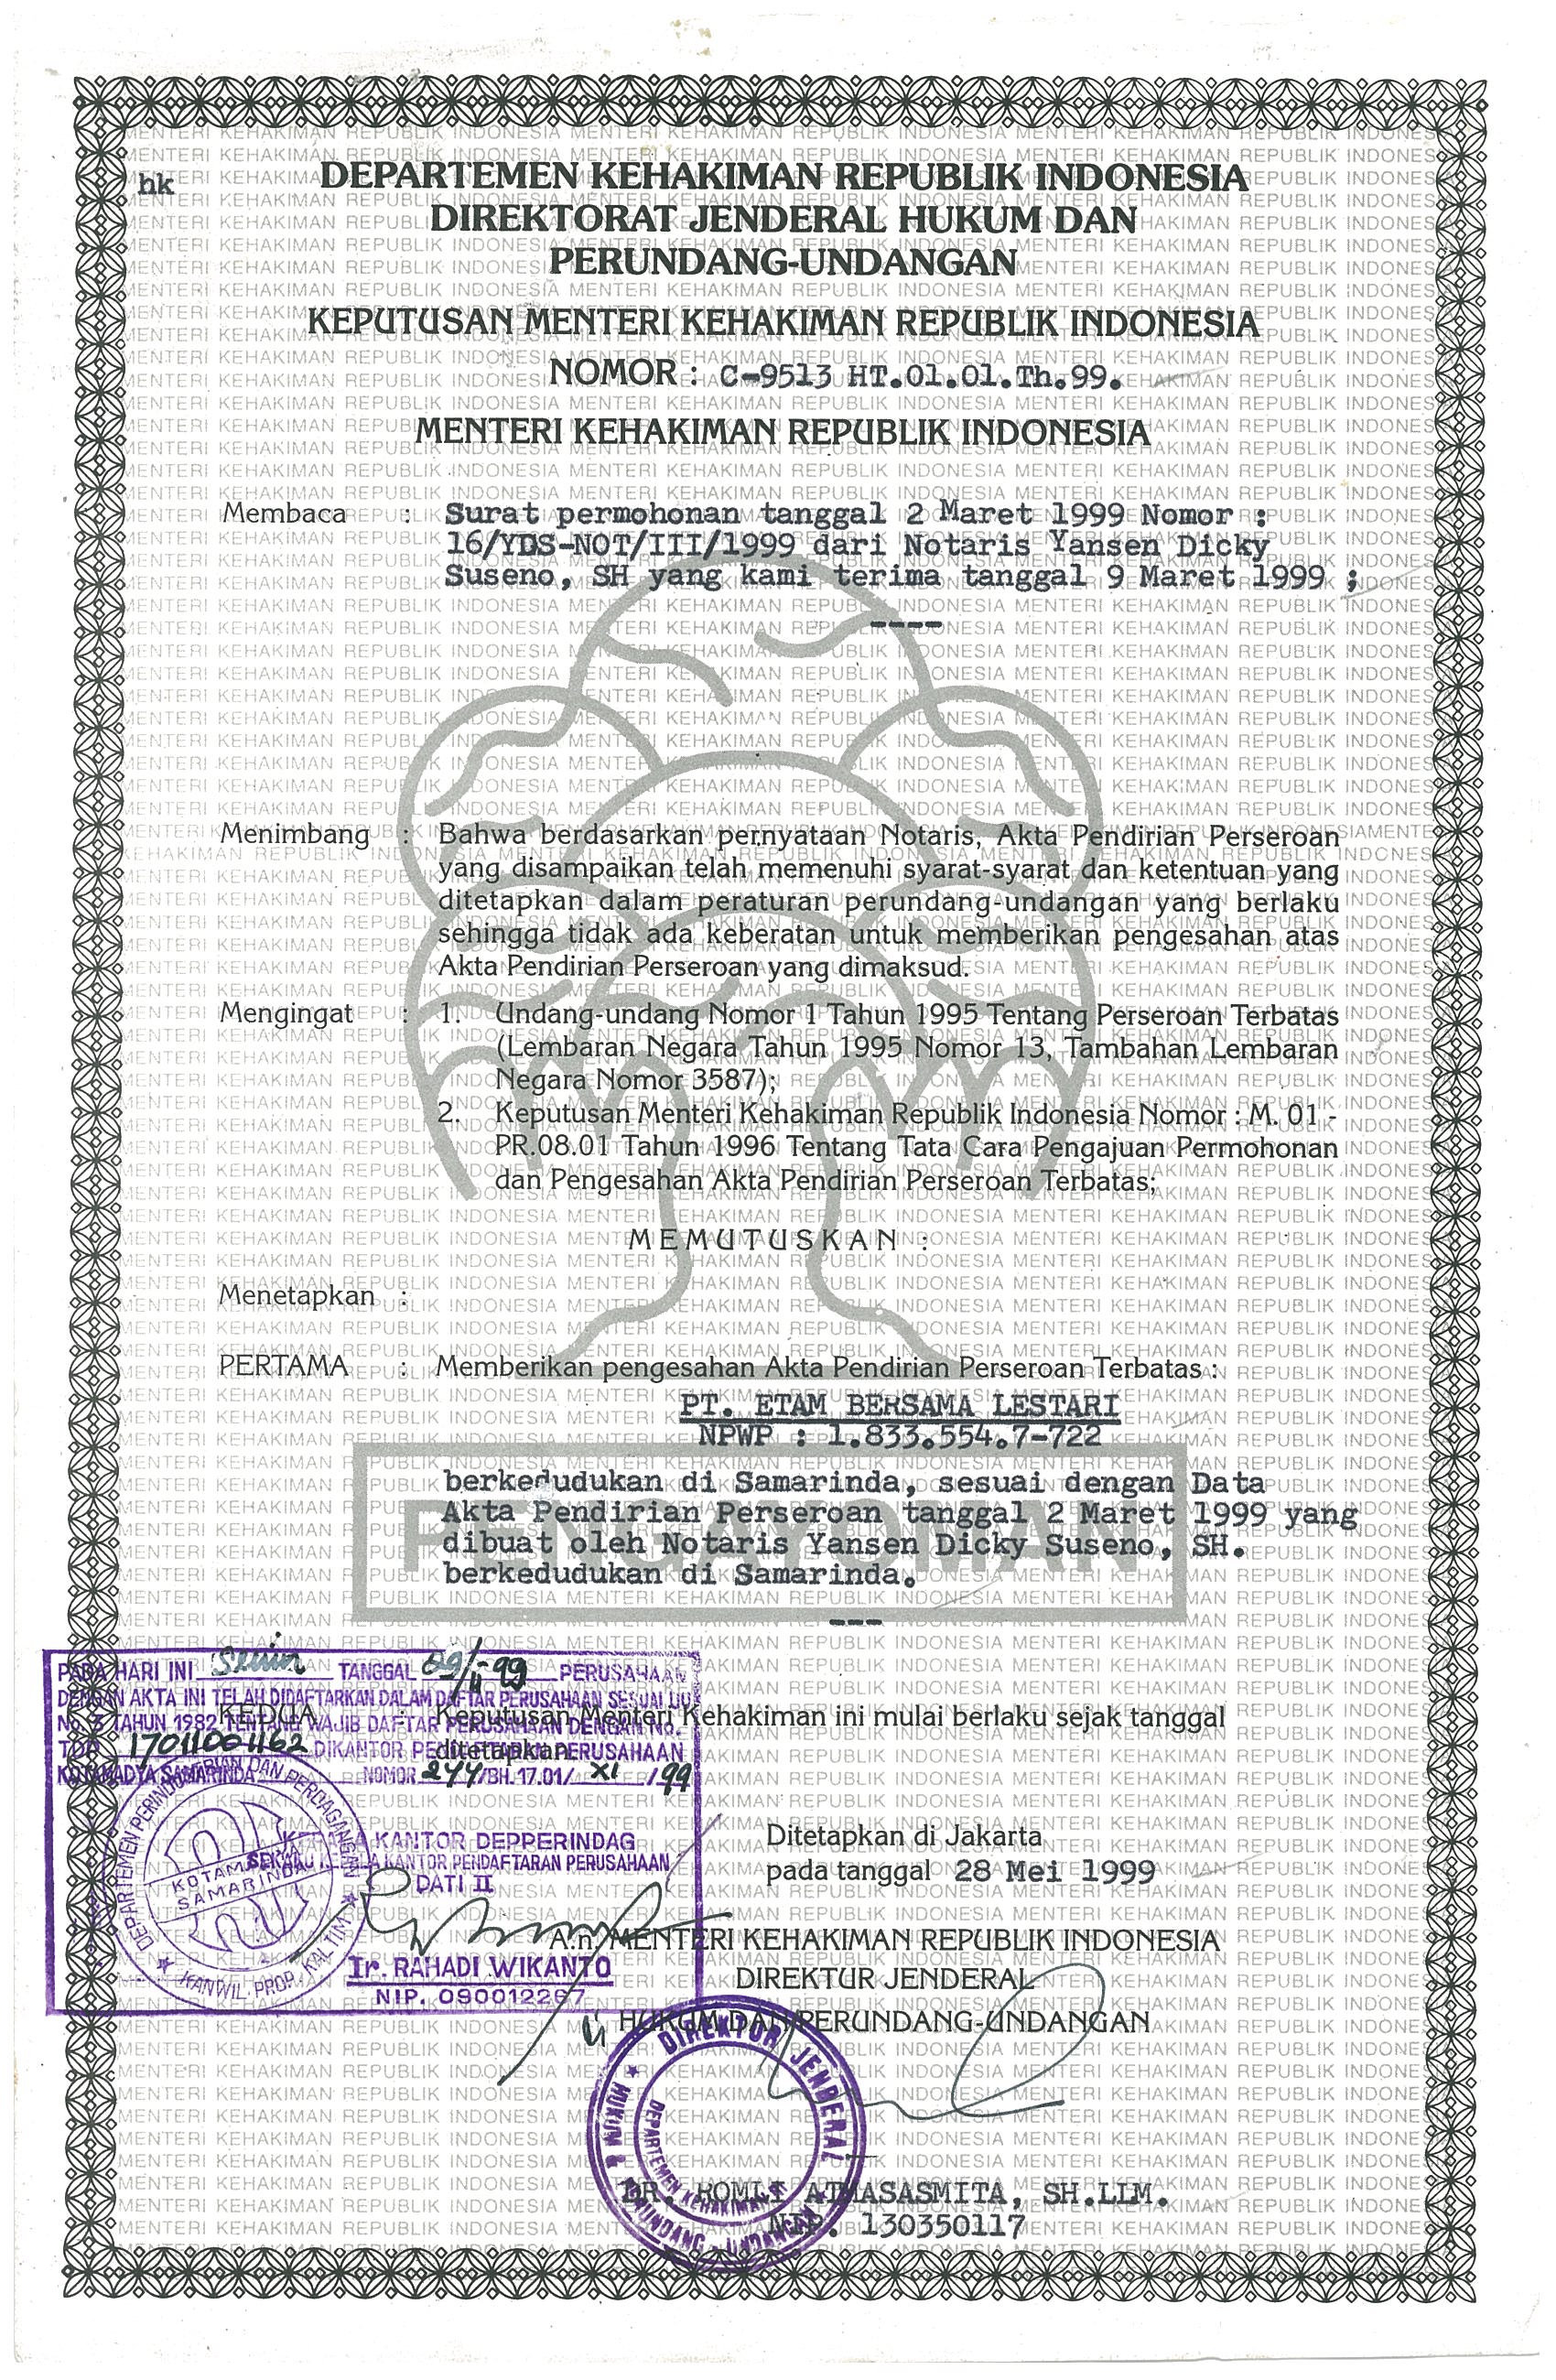 hk
DEPARTEMEN KEHAKIMAN REPUBLIK INDONESIA
DIREKTORAT JENDERAL HUKUM DAN
PERUNDANG-UNDANGAN
KEPUTUSAN MENTERI KEHAKIMAN REPUBLIK INDONESIA
NOMOR : C-9513 HT.01.01.Th.99.
MENTERI KEHAKIMAN REPUBLIK INDONESIA
Membaca : Surat permohonan tanggal 2 Maret 1999 Nomor :
16/YDS-NOT/III/1999 dari Notaris Yansen Dicky
Suseno, SH yang kami terima tanggal 9 Maret 1999 ;
----
Menimbang : Bahwa berdasarkan pernyataan Notaris, Akta Pendirian Perseroan
yang disampaikan telah memenuhi syarat-syarat dan ketentuan yang
ditetapkan dalam peraturan perundang-undangan yang berlaku
sehingga tidak ada keberatan untuk memberikan pengesahan atas
Akta Pendirian Perseroan yang dimaksud.
Mengingat : 1. Undang-undang Nomor 1 Tahun 1995 Tentang Perseroan Terbatas
(Lembaran Negara Tahun 1995 Nomor 13, Tambahan Lembaran
Negara Nomor 3587);
2. Keputusan Menteri Kehakiman Republik Indonesia Nomor : M. 01 -
PR.08.01 Tahun 1996 Tentang Tata Cara Pengajuan Permohonan
dan Pengesahan Akta Pendirian Perseroan Terbatas;
MEMUTUSKAN :
Menetapkan :
PERTAMA : Memberikan pengesahan Akta Pendirian Perseroan Terbatas :
PT. ETAM BERSAMA LESTARI
NPWP : 1.833.554.7-722
berkedudukan di Samarinda, sesuai dengan Data
Akta Pendirian Perseroan tanggal 2 Maret 1999 yang
dibuat oleh Notaris Yansen Dicky Suseno, SH.
berkedudukan di Samarinda.
---
PENGAYOMAN
PADA HARI INI Senin TANGGAL 29/11-99 PERUSAHAAN
DENGAN AKTA INI TELAH DIDAFTARKAN DALAM DAFTAR PERUSAHAAN SESUAI UU
No. 3 TAHUN 1982 TENTANG WAJIB DAFTAR PERUSAHAAN DENGAN No.
TDP 17011001162 DIKANTOR PERUSAHAAN
KOTAMADYA SAMARINDA NOMOR 244/BH.17.01/ XI /99
KEDUA : Keputusan Menteri Kehakiman ini mulai berlaku sejak tanggal
ditetapkan
KANTOR DEPPERINDAG
KANTOR PENDAFTARAN PERUSAHAAN
DATI II
Ir. RAHADI WIKANTO
NIP. 090012267
DEPARTEMEN PERINDUSTRIAN DAN PERDAGANGAN
KOTAMADYA
SAMARINDA
KANWIL PROP. KALTIM
Ditetapkan di Jakarta
pada tanggal 28 Mei 1999
A.n. MENTERI KEHAKIMAN REPUBLIK INDONESIA
DIREKTUR JENDERAL
HUKUM DAN PERUNDANG-UNDANGAN
DIREKTUR JENDERAL
HUKUM & PERUNDANG - UNDANGAN
DEPARTEMEN KEHAKIMAN
DR. ROMLI ATMASASMITA, SH.LLM.
NIP. 130350117